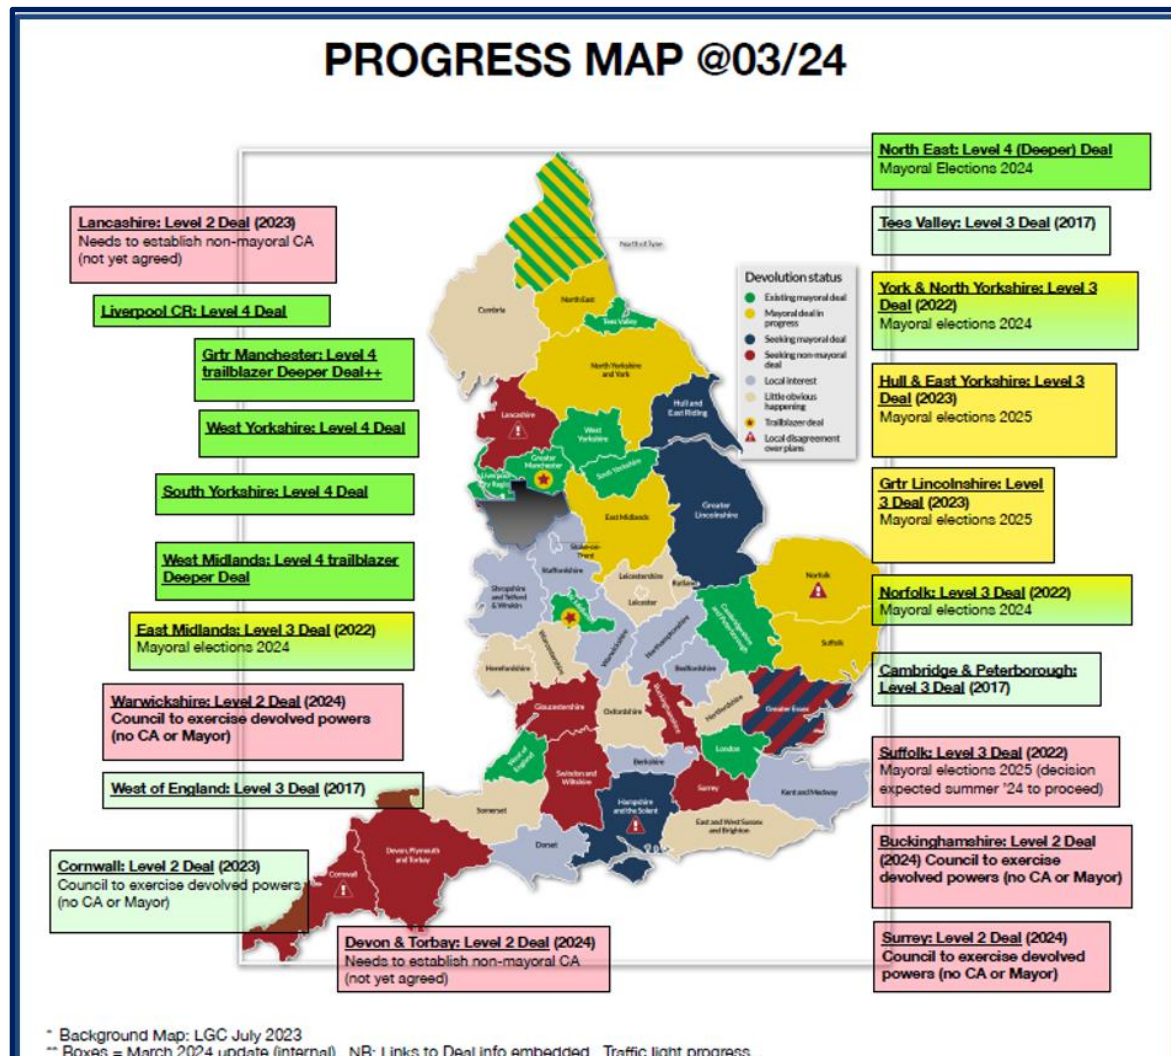 PROGRESS MAP @03/24
Lancashire: Level 2 Deal (2023)
Needs to establish non-mayoral CA
(not yet agreed)
Liverpool CR: Level 4 Deal
Grtr Manchester: Level 4
trailblazer Deeper Deal++
West Yorkshire: Level 4 Deal
South Yorkshire: Level 4 Deal
West Midlands: Level 4 trailblazer
Deeper Deal
East Midlands: Level 3 Deal (2022)
Mayoral elections 2024
Warwickshire: Level 2 Deal (2024)
Council to exercise devolved powers
(no CA or Mayor)
West of England: Level 3 Deal (2017)
Cornwall: Level 2 Deal (2023)
Council to exercise devolved powers
(no CA or Mayor)
Devon & Torbay: Level 2 Deal (2024)
Needs to establish non-mayoral CA
(not yet agreed)
North of Tyne
North East
Cumbria
Tees Valley
North Yorkshire
and York
Lancashire
West
Yorkshire
Hull and
East Riding
Greater
Manchester
Liverpool
City Region
South Yorkshire
Greater
Lincolnshire
East Midlands
Stoke-on-
Trent
Staffordshire
Shropshire
and Telford
& Wrekin
Leicestershire
Leicester
Rutland
Norfolk
Suffolk
Cambridgeshire
and Peterborough
Warwickshire
Northamptonshire
Bedfordshire
Herefordshire
Worcestershire
Gloucestershire
Oxfordshire
Buckinghamshire
Hertfordshire
Greater Essex
West of
England
Swindon and
Wiltshire
Berkshire
London
Surrey
Kent and Medway
Somerset
Hampshire
and the Solent
East and West Sussex
and Brighton
Devon, Plymouth
and Torbay
Dorset
Cornwall
Devolution status
Existing mayoral deal
Mayoral deal in
progress
Seeking mayoral deal
Seeking non-mayoral
deal
Local interest
Little obvious
happening
Trailblazer deal
Local disagreement
over plans
North East: Level 4 (Deeper) Deal
Mayoral Elections 2024
Tees Valley: Level 3 Deal (2017)
York & North Yorkshire: Level 3
Deal (2022)
Mayoral elections 2024
Hull & East Yorkshire: Level 3
Deal (2023)
Mayoral elections 2025
Grtr Lincolnshire: Level
3 Deal (2023)
Mayoral elections 2025
Norfolk: Level 3 Deal (2022)
Mayoral elections 2024
Cambridge & Peterborough:
Level 3 Deal (2017)
Suffolk: Level 3 Deal (2022)
Mayoral elections 2025 (decision
expected summer '24 to proceed)
Buckinghamshire: Level 2 Deal
(2024) Council to exercise
devolved powers (no CA or Mayor)
Surrey: Level 2 Deal (2024)
Council to exercise devolved
powers (no CA or Mayor)
* Background Map: LGC July 2023
** Boxes = March 2024 update (internal) NB: Links to Deal info embedded Traffic light progress